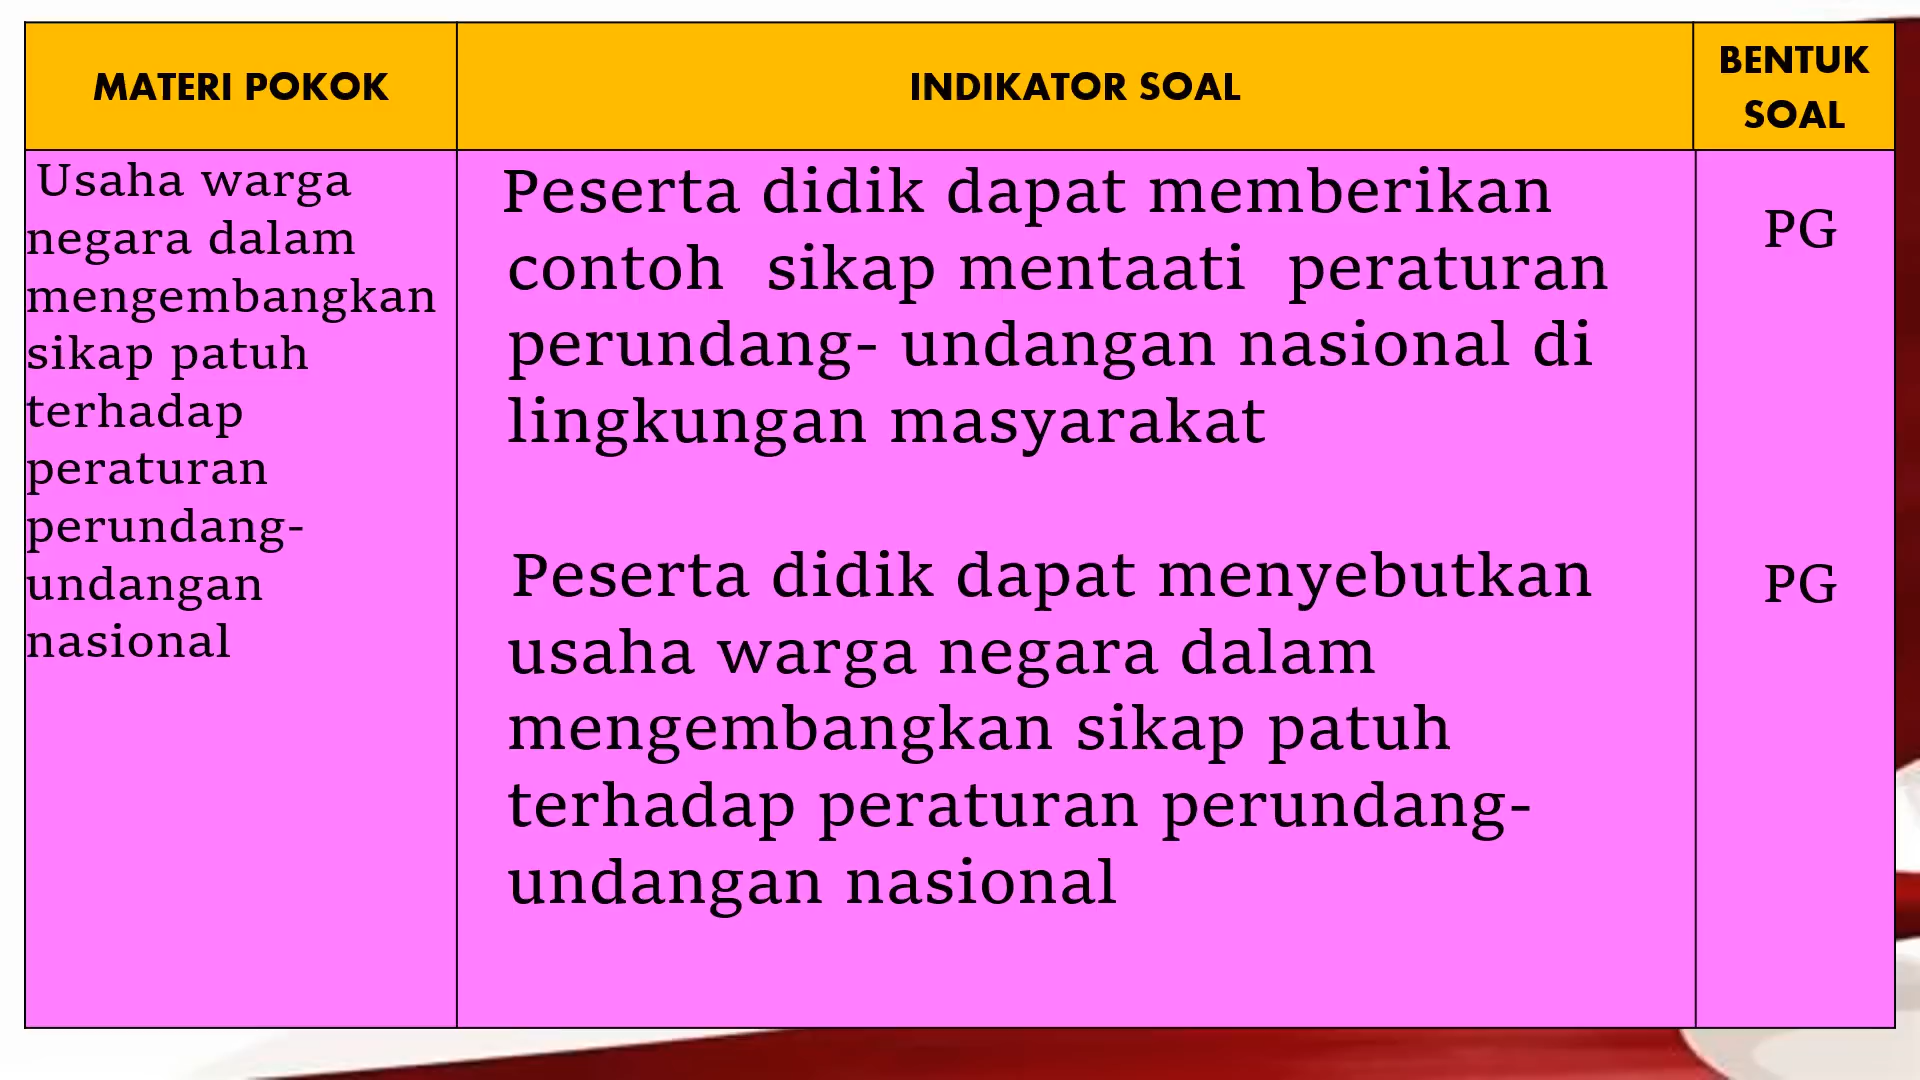 MATERI POKOK
INDIKATOR SOAL
BENTUK
SOAL
Usaha warga
negara dalam
mengembangkan
sikap patuh
terhadap
peraturan
perundang-
undangan
nasional
Peserta didik dapat memberikan
contoh sikap mentaati peraturan
perundang- undangan nasional di
lingkungan masyarakat
Peserta didik dapat menyebutkan
usaha warga negara dalam
mengembangkan sikap patuh
terhadap peraturan perundang-
undangan nasional
PG
PG